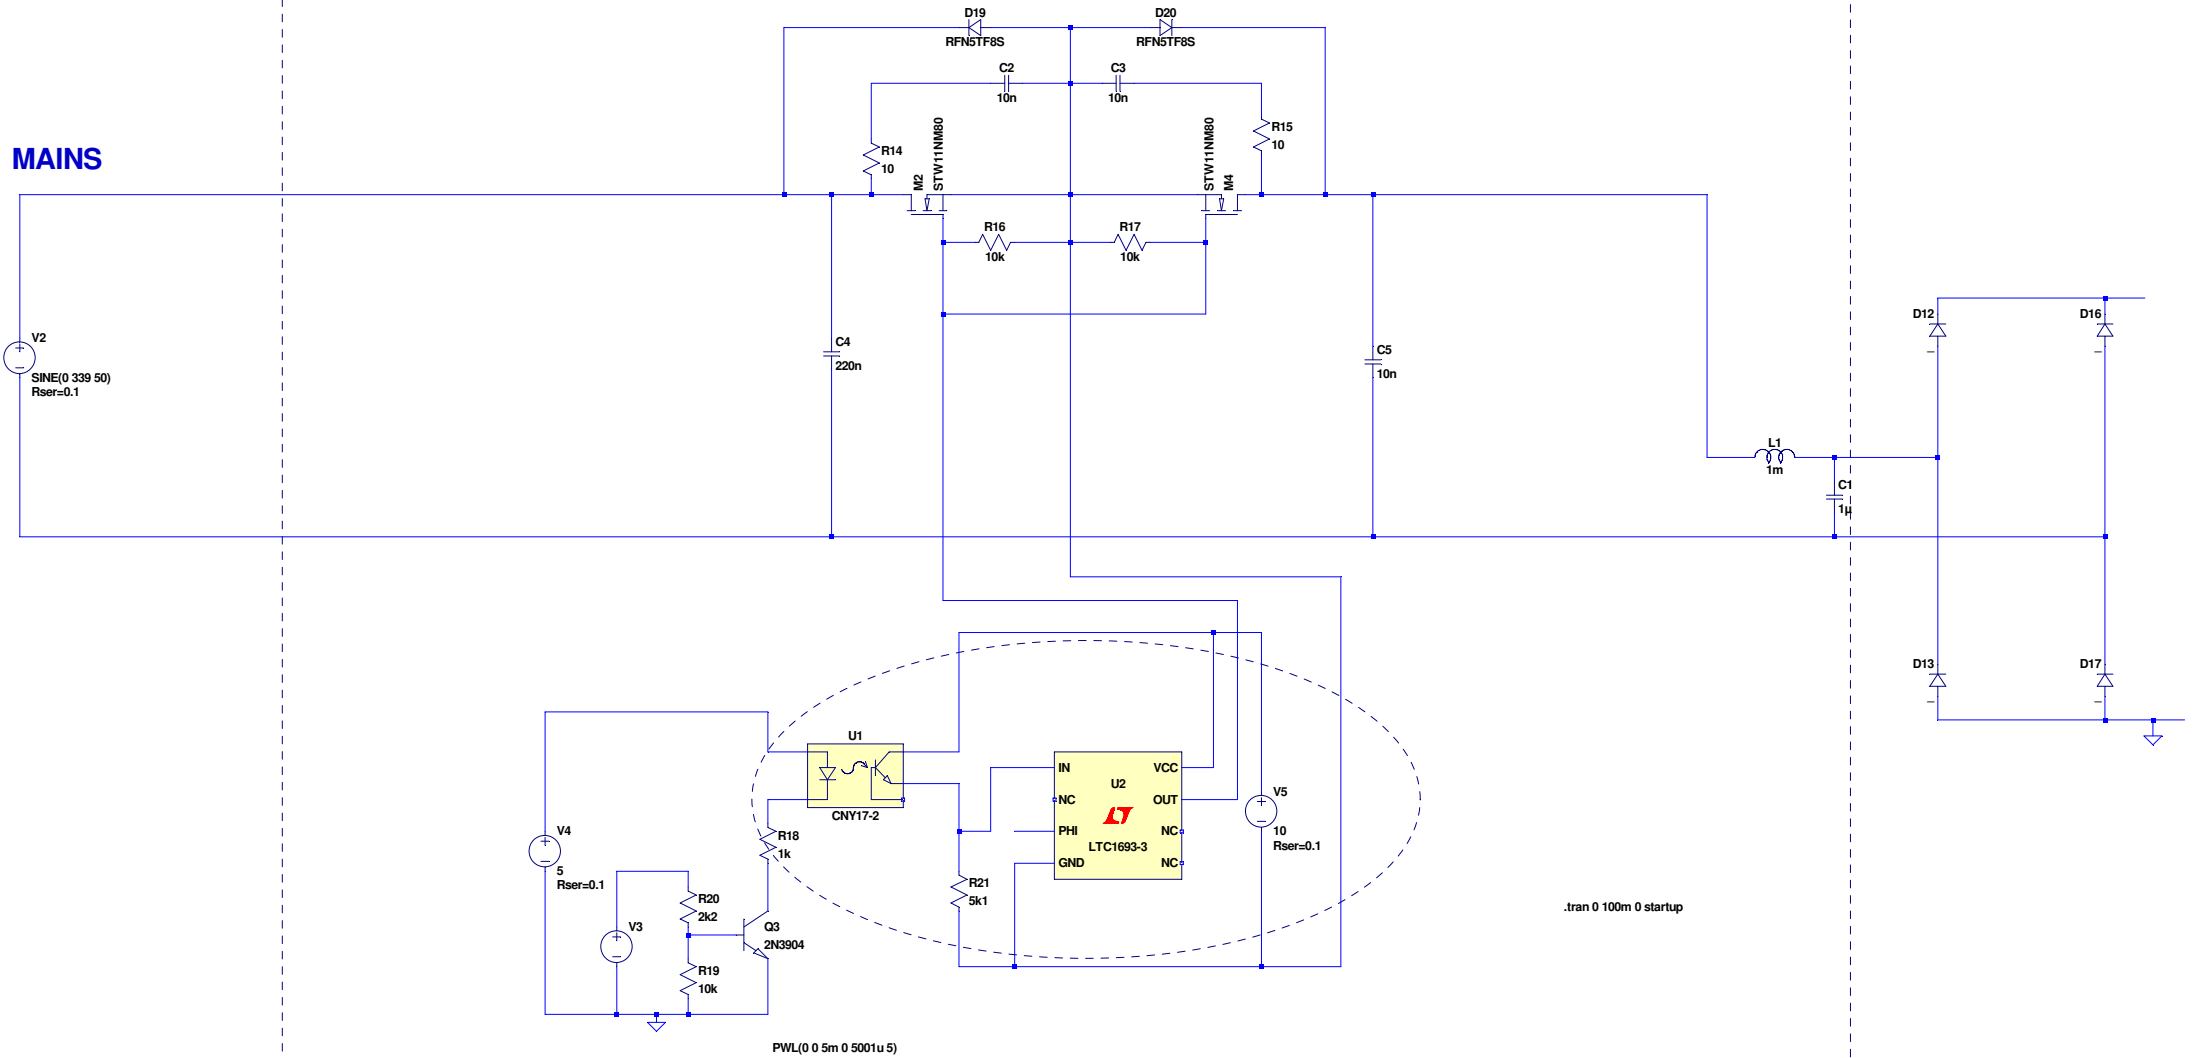 D19
RFN5TF8S
D20
RFN5TF8S
C2
10n
C3
10n
MAINS
R14
10
M2
STW11NM80
STW11NM80
M4
R15
10
R16
10k
R17
10k
V2
SINE(0 339 50)
Rser=0.1
C4
220n
C5
10n
D12
D16
L1
1m
C1
1µ
D13
D17
U1
CNY17-2
IN
NC
PHI
GND
U2
LTC1693-3
VCC
OUT
NC
NC
V5
10
Rser=0.1
V4
5
Rser=0.1
R18
1k
R21
5k1
R20
2k2
V3
Q3
2N3904
R19
10k
.tran 0 100m 0 startup
PWL(0 0 5m 0 5001u 5)